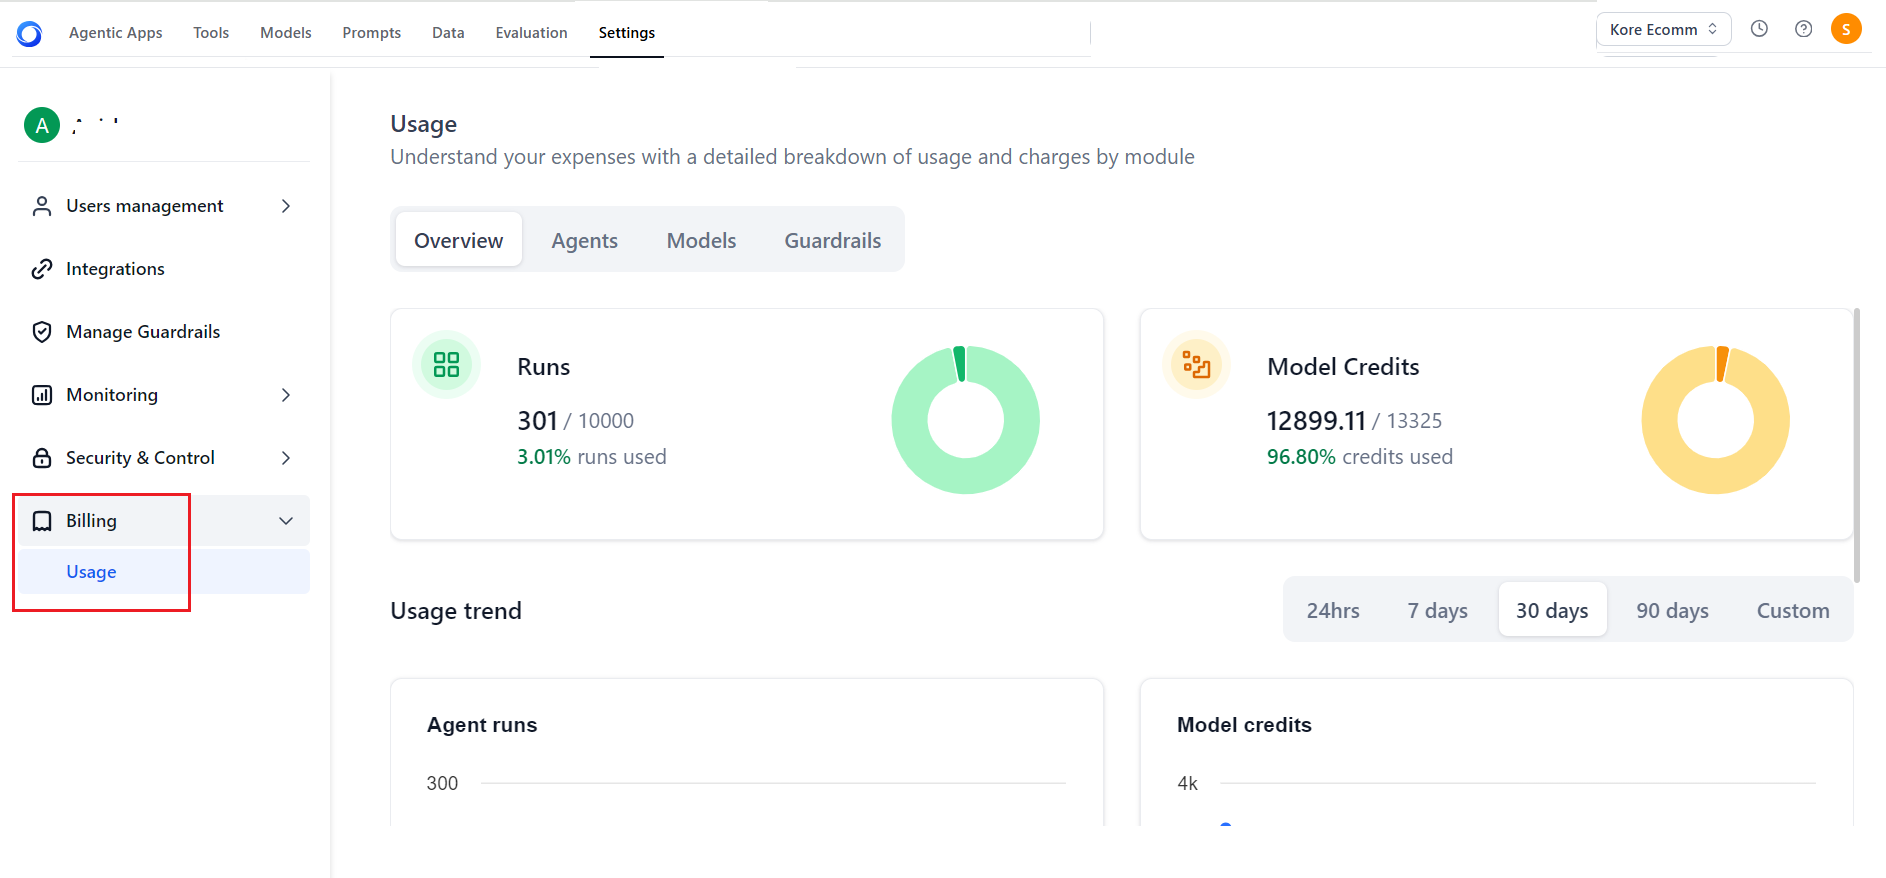 Agentic Apps Tools Models Prompts Data Evaluation Settings Kore Ecomm S
A
Users management
Integrations
Manage Guardrails
Monitoring
Security & Control
Billing
Usage
Usage
Understand your expenses with a detailed breakdown of usage and charges by module
Overview Agents Models Guardrails
Runs
301 / 10000
3.01% runs used
Model Credits
12899.11 / 13325
96.80% credits used
Usage trend
24hrs 7 days 30 days 90 days Custom
Agent runs
300
Model credits
4k